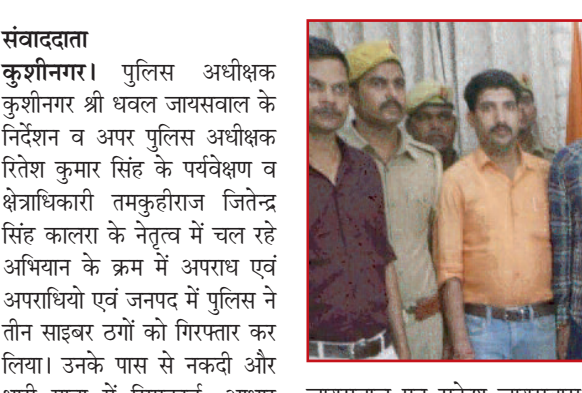 संवाददाता
कुशीनगर। पुलिस अधीक्षक
कुशीनगर श्री धवल जायसवाल के
निर्देशन व अपर पुलिस अधीक्षक
रितेश कुमार सिंह के पर्यवेक्षण व
क्षेत्राधिकारी तमकुहीराज जितेन्द्र
सिंह कालरा के नेतृत्व में चल रहे
अभियान के क्रम में अपराध एवं
अपराधियो एवं जनपद में पुलिस ने
तीन साइबर ठगों को गिरफ्तार कर
लिया। उनके पास से नकदी और